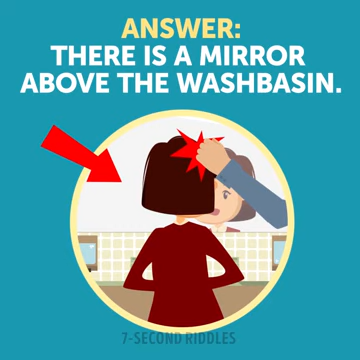 ANSWER:
THERE IS A MIRROR
ABOVE THE WASHBASIN.
7-SECOND RIDDLES